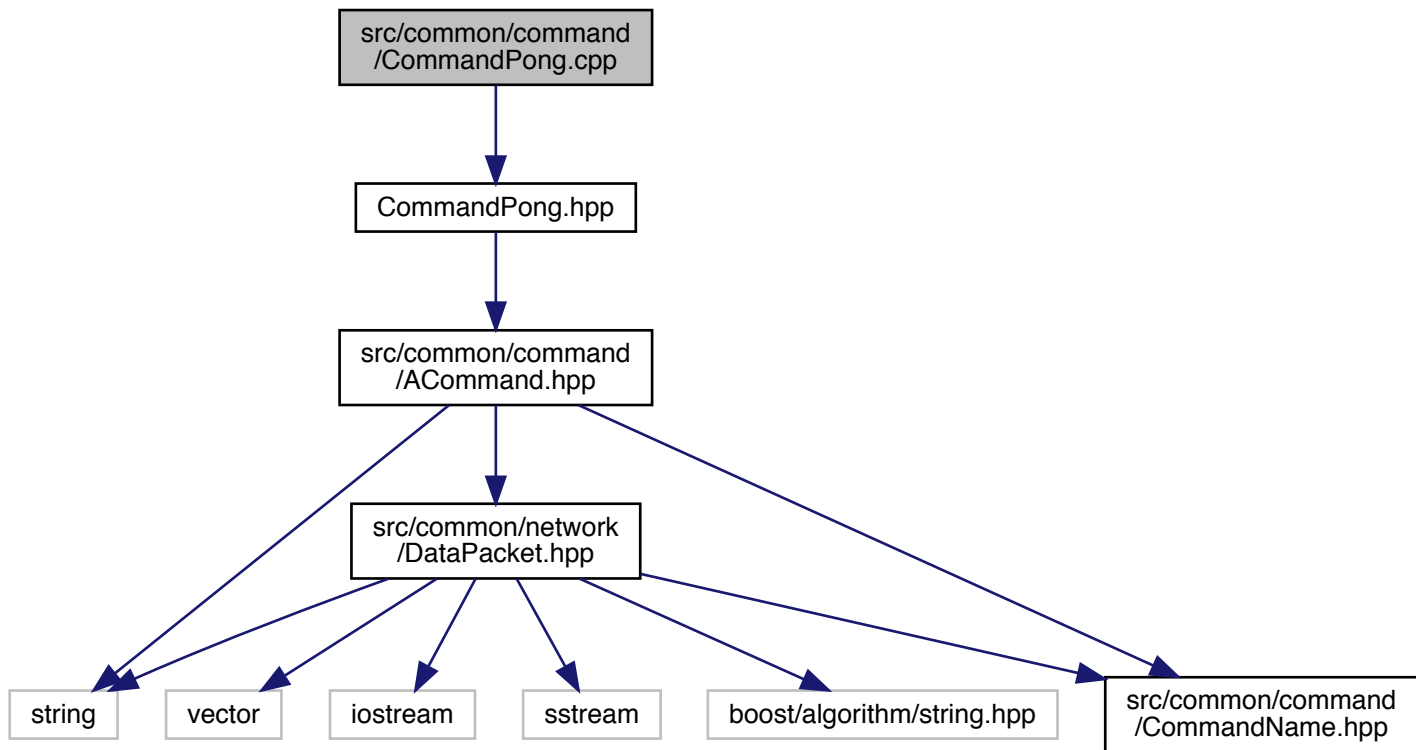 src/common/command
/CommandPong.cpp
CommandPong.hpp
src/common/command
/ACommand.hpp
src/common/network
/DataPacket.hpp
string
vector
iostream
sstream
boost/algorithm/string.hpp
src/common/command
/CommandName.hpp